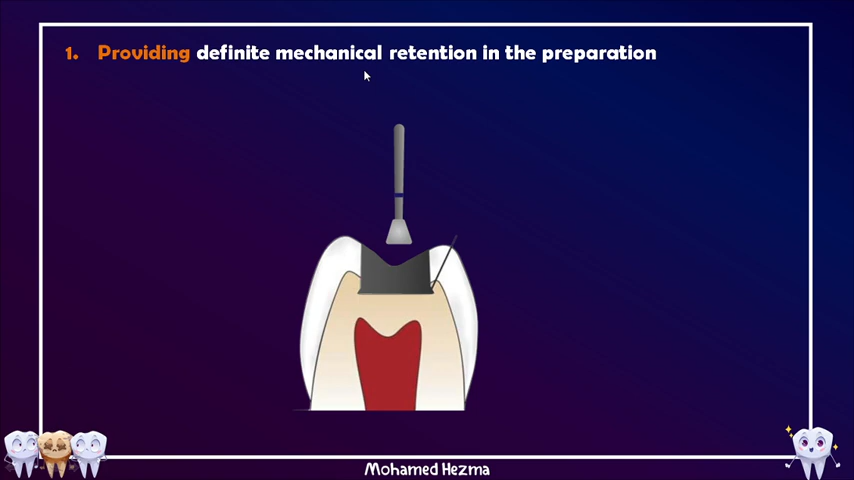 1. Providing definite mechanical retention in the preparation
Mohamed Hezma